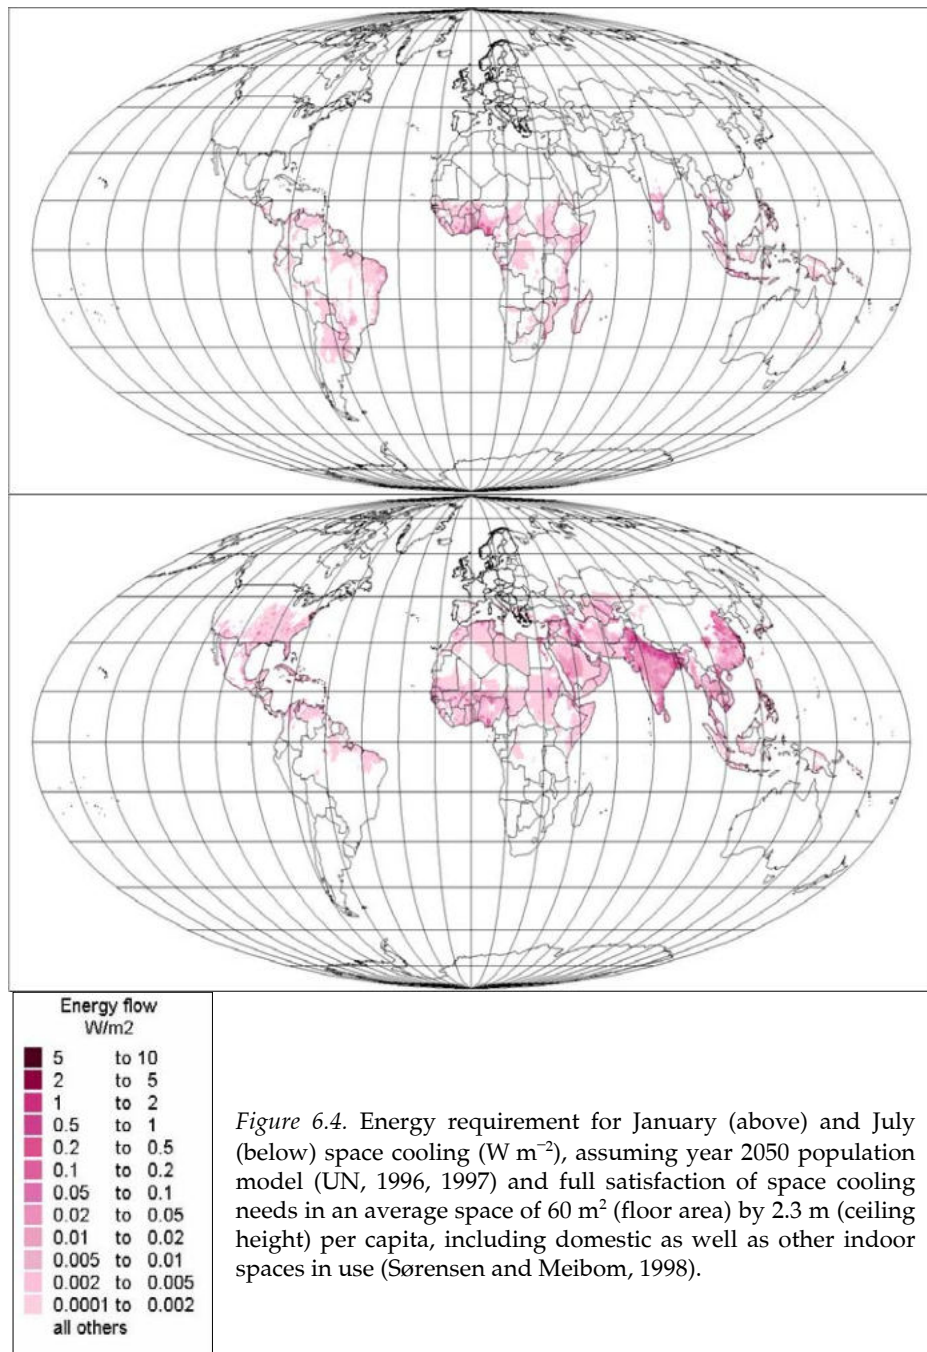 Energy flow
W/m2
5 to 10
2 to 5
1 to 2
0.5 to 1
0.2 to 0.5
0.1 to 0.2
0.05 to 0.1
0.02 to 0.05
0.01 to 0.02
0.005 to 0.01
0.002 to 0.005
0.0001 to 0.002
all others
Figure 6.4. Energy requirement for January (above) and July
(below) space cooling (W m⁻²), assuming year 2050 population
model (UN, 1996, 1997) and full satisfaction of space cooling
needs in an average space of 60 m² (floor area) by 2.3 m (ceiling
height) per capita, including domestic as well as other indoor
spaces in use (Sørensen and Meibom, 1998).